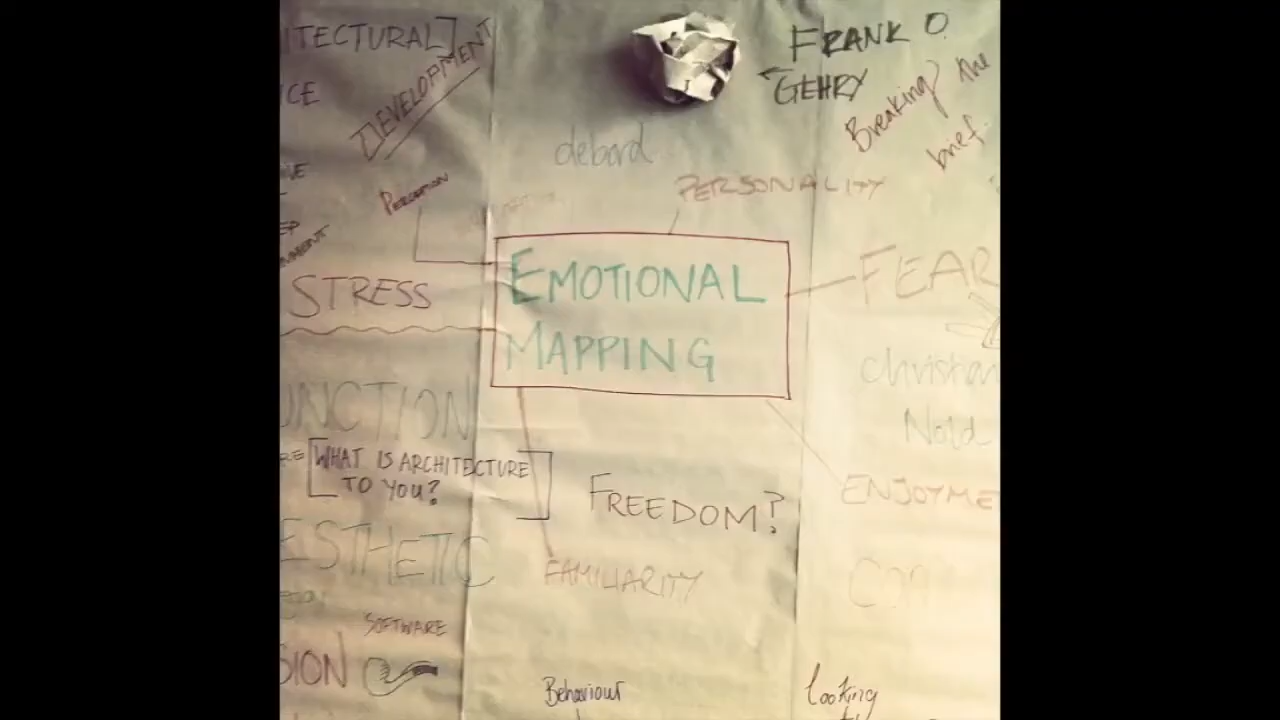 ITECTURAL]
DEVELOPMENT
ICE
FRANK O.
GEHRY
Breaking the
brief.
debord
PERCEPTION
PERSONALITY
EMOTIONAL
MAPPING
STRESS
FEAR
christian
Nold
UNCTION
[WHAT IS ARCHITECTURE
TO YOU?]
FREEDOM?
ENJOYME
ESTHETIC
FAMILIARITY
SOFTWARE
SION
Behaviour
looking